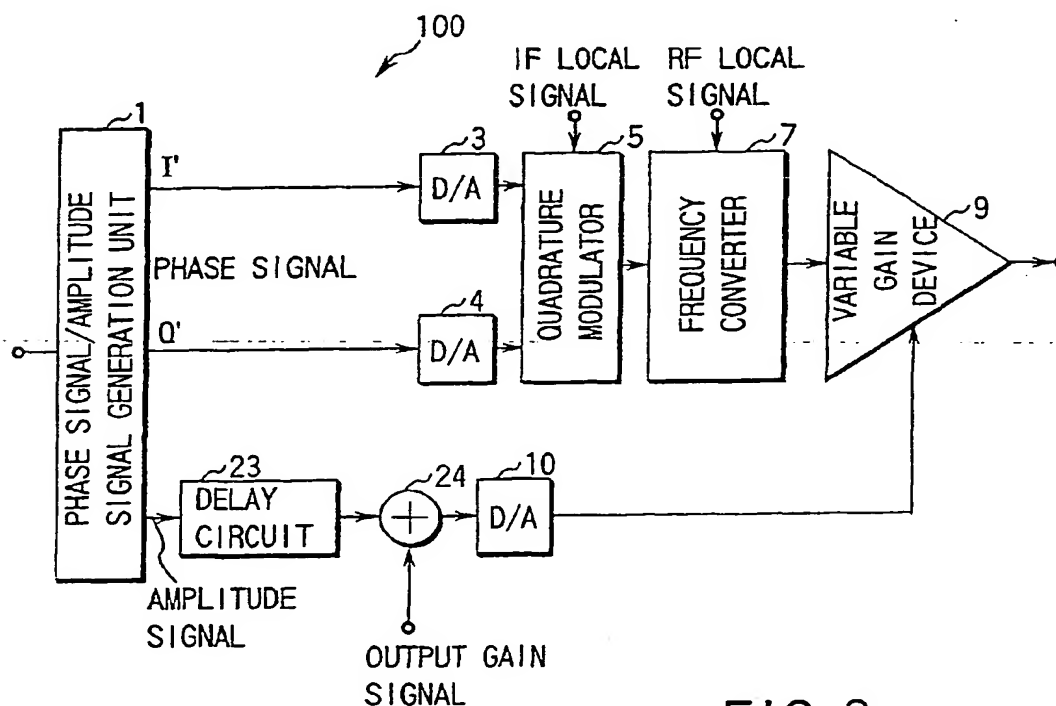 100
IF LOCAL
SIGNAL
RF LOCAL
SIGNAL
1
PHASE SIGNAL/AMPLITUDE
SIGNAL GENERATION UNIT
I'
PHASE SIGNAL
Q'
3
D/A
4
D/A
5
QUADRATURE
MODULATOR
7
FREQUENCY
CONVERTER
9
VARIABLE
GAIN
DEVICE
23
DELAY
CIRCUIT
24
+
10
D/A
AMPLITUDE
SIGNAL
OUTPUT GAIN
SIGNAL